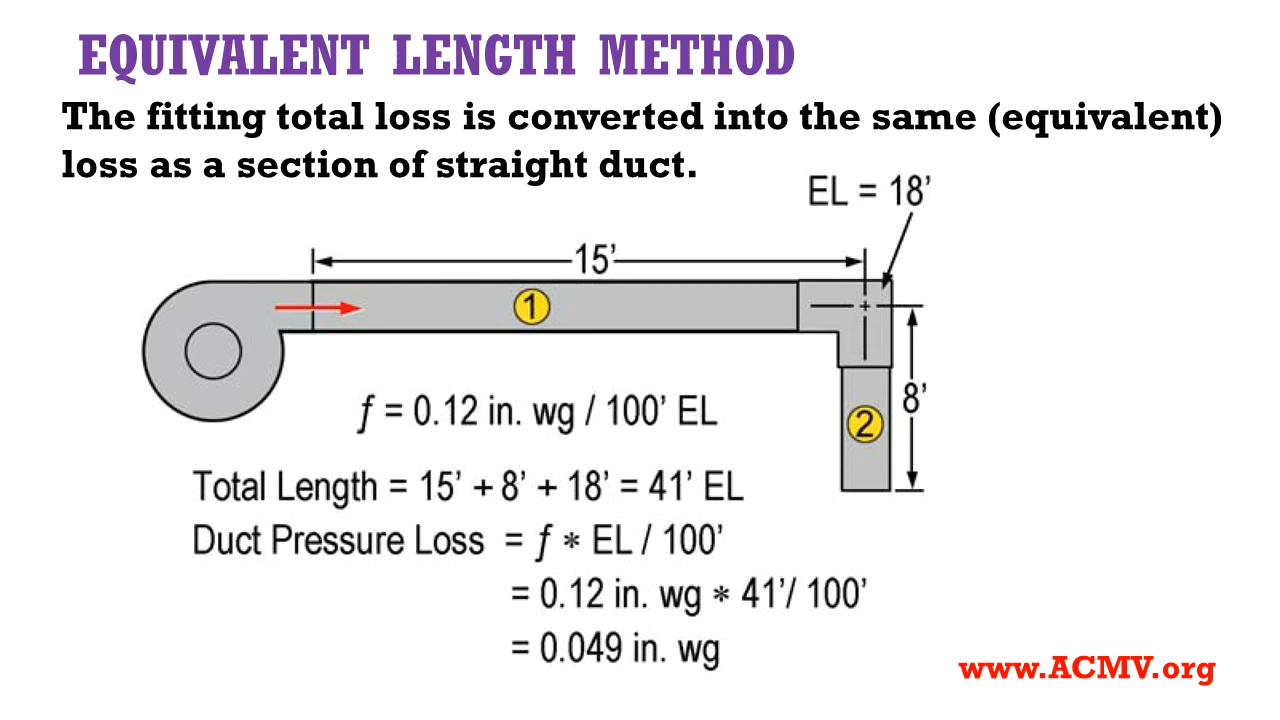 EQUIVALENT LENGTH METHOD
The fitting total loss is converted into the same (equivalent)
loss as a section of straight duct.
EL = 18’
15’
1
8’
2
ƒ = 0.12 in. wg / 100’ EL
Total Length = 15’ + 8’ + 18’ = 41’ EL
Duct Pressure Loss = ƒ * EL / 100’
= 0.12 in. wg * 41’/ 100’
= 0.049 in. wg
www.ACMV.org